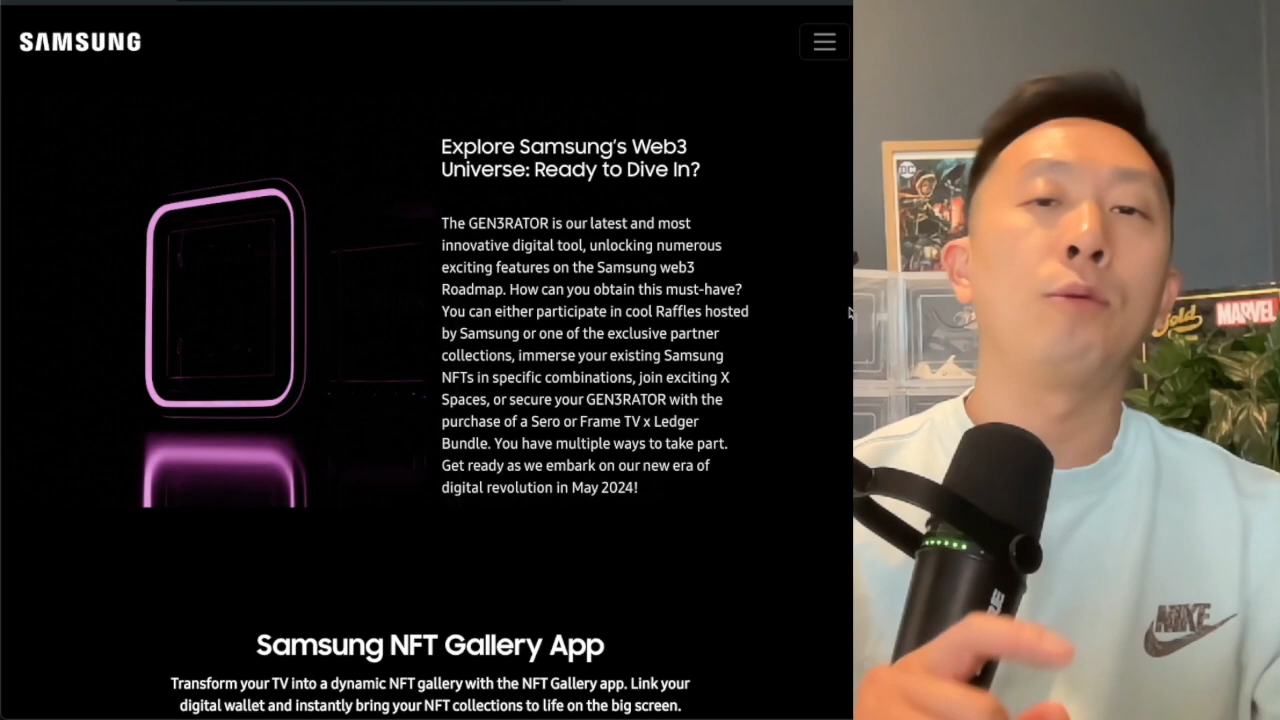 SAMSUNG
Explore Samsung's Web3
Universe: Ready to Dive In?
The GEN3RATOR is our latest and most
innovative digital tool, unlocking numerous
exciting features on the Samsung web3
Roadmap. How can you obtain this must-have?
You can either participate in cool Raffles hosted
by Samsung or one of the exclusive partner
collections, immerse your existing Samsung
NFTs in specific combinations, join exciting X
Spaces, or secure your GEN3RATOR with the
purchase of a Sero or Frame TV x Ledger
Bundle. You have multiple ways to take part.
Get ready as we embark on our new era of
digital revolution in May 2024!
Samsung NFT Gallery App
Transform your TV into a dynamic NFT gallery with the NFT Gallery app. Link your
digital wallet and instantly bring your NFT collections to life on the big screen.
DC
Gold
MARVEL
NIKE